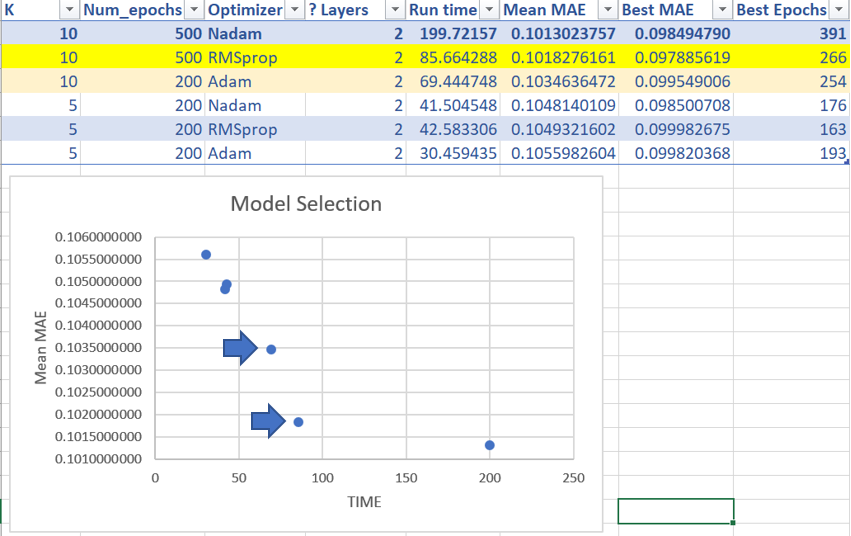 K Num_epochs Optimizer ? Layers Run time Mean MAE Best MAE Best Epochs
10 500 Nadam 2 199.72157 0.1013023757 0.098494790 391
10 500 RMSprop 2 85.664288 0.1018276161 0.097885619 266
10 200 Adam 2 69.444748 0.1034636472 0.099549006 254
5 200 Nadam 2 41.504548 0.1048140109 0.098500708 176
5 200 RMSprop 2 42.583306 0.1049321602 0.099982675 163
5 200 Adam 2 30.459435 0.1055982604 0.099820368 193
Model Selection
0.1060000000
0.1055000000
0.1050000000
0.1045000000
0.1040000000
0.1035000000
0.1030000000
0.1025000000
0.1020000000
0.1015000000
0.1010000000
Mean MAE
0 50 100 150 200 250
TIME